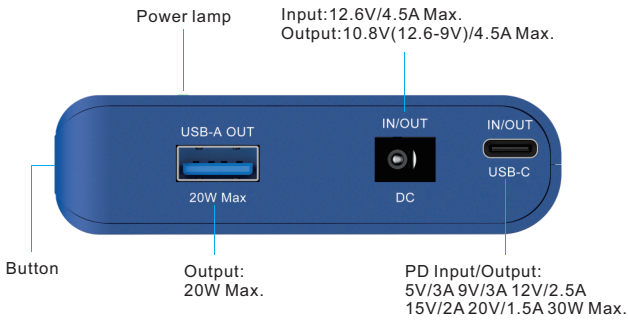 Power lamp
Input:12.6V/4.5A Max.
Output:10.8V(12.6-9V)/4.5A Max.
USB-A OUT
20W Max
IN/OUT
DC
IN/OUT
USB-C
Button
Output:
20W Max.
PD Input/Output:
5V/3A 9V/3A 12V/2.5A
15V/2A 20V/1.5A 30W Max.